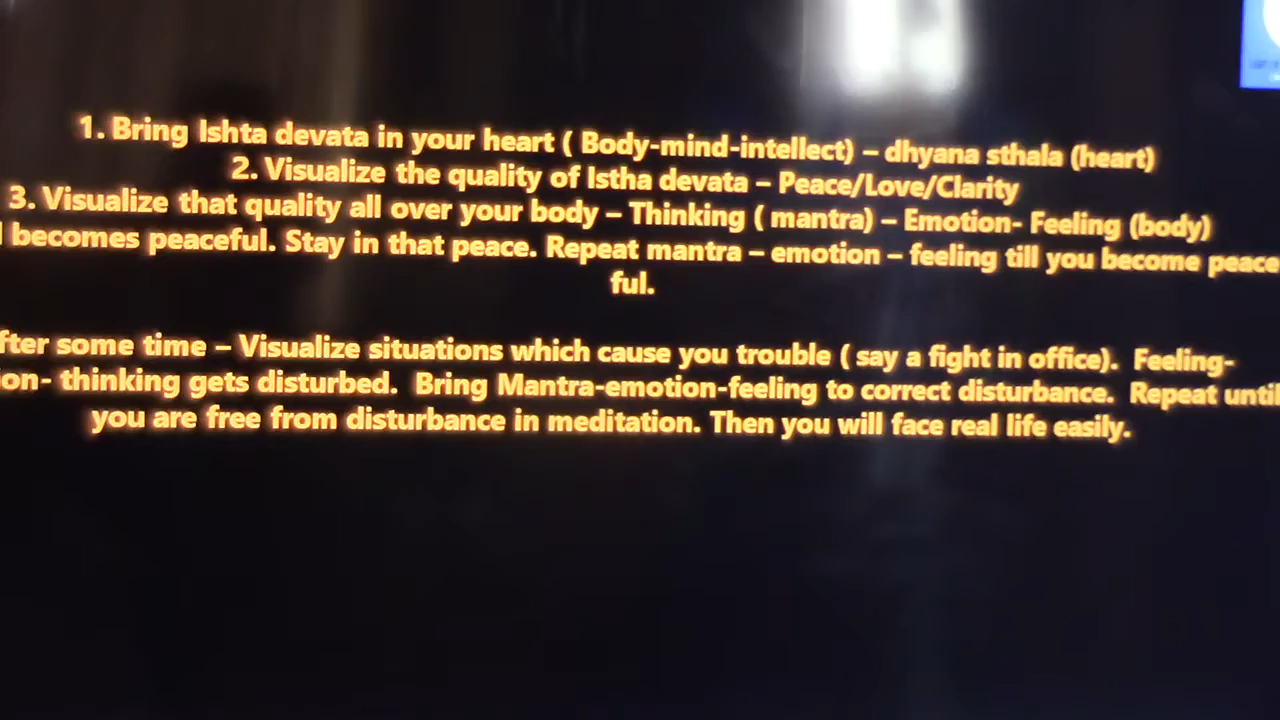 1. Bring Ishta devata in your heart ( Body-mind-intellect) – dhyana sthala (heart)
2. Visualize the quality of Istha devata – Peace/Love/Clarity
3. Visualize that quality all over your body – Thinking ( mantra) – Emotion- Feeling (body)
becomes peaceful. Stay in that peace. Repeat mantra – emotion – feeling till you become peace
ful.
fter some time – Visualize situations which cause you trouble ( say a fight in office). Feeling-
ion- thinking gets disturbed. Bring Mantra-emotion-feeling to correct disturbance. Repeat until
you are free from disturbance in meditation. Then you will face real life easily.